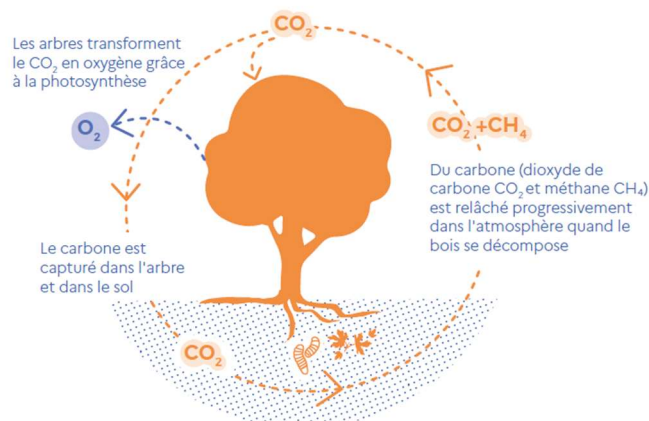 CO₂
Les arbres transforment
le CO₂ en oxygène grâce
à la photosynthèse
O₂
CO₂+CH₄
Du carbone (dioxyde de
carbone CO₂ et méthane CH₄)
est relâché progressivement
dans l'atmosphère quand le
bois se décompose
Le carbone est
capturé dans l'arbre
et dans le sol
CO₂